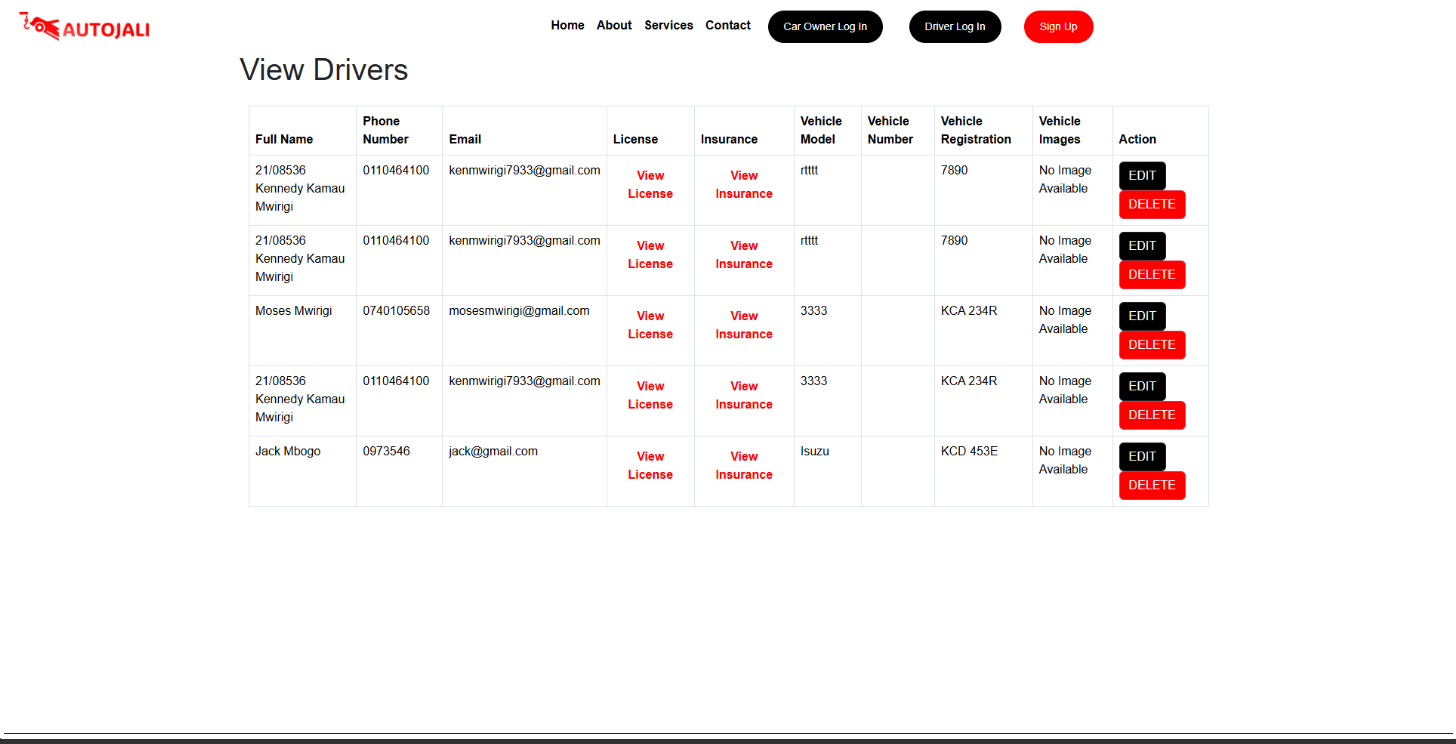 AUTOJALI
Home About Services Contact Car Owner Log In Driver Log In Sign Up
View Drivers
Full Name Phone Number Email License Insurance Vehicle Model Vehicle Number Vehicle Registration Vehicle Images Action
21/08536 Kennedy Kamau Mwirigi 0110464100 kenmwirigi7933@gmail.com View License View Insurance rtttt 7890 No Image Available EDIT DELETE
21/08536 Kennedy Kamau Mwirigi 0110464100 kenmwirigi7933@gmail.com View License View Insurance rtttt 7890 No Image Available EDIT DELETE
Moses Mwirigi 0740105658 mosesmwirigi@gmail.com View License View Insurance 3333 KCA 234R No Image Available EDIT DELETE
21/08536 Kennedy Kamau Mwirigi 0110464100 kenmwirigi7933@gmail.com View License View Insurance 3333 KCA 234R No Image Available EDIT DELETE
Jack Mbogo 0973546 jack@gmail.com View License View Insurance Isuzu KCD 453E No Image Available EDIT DELETE